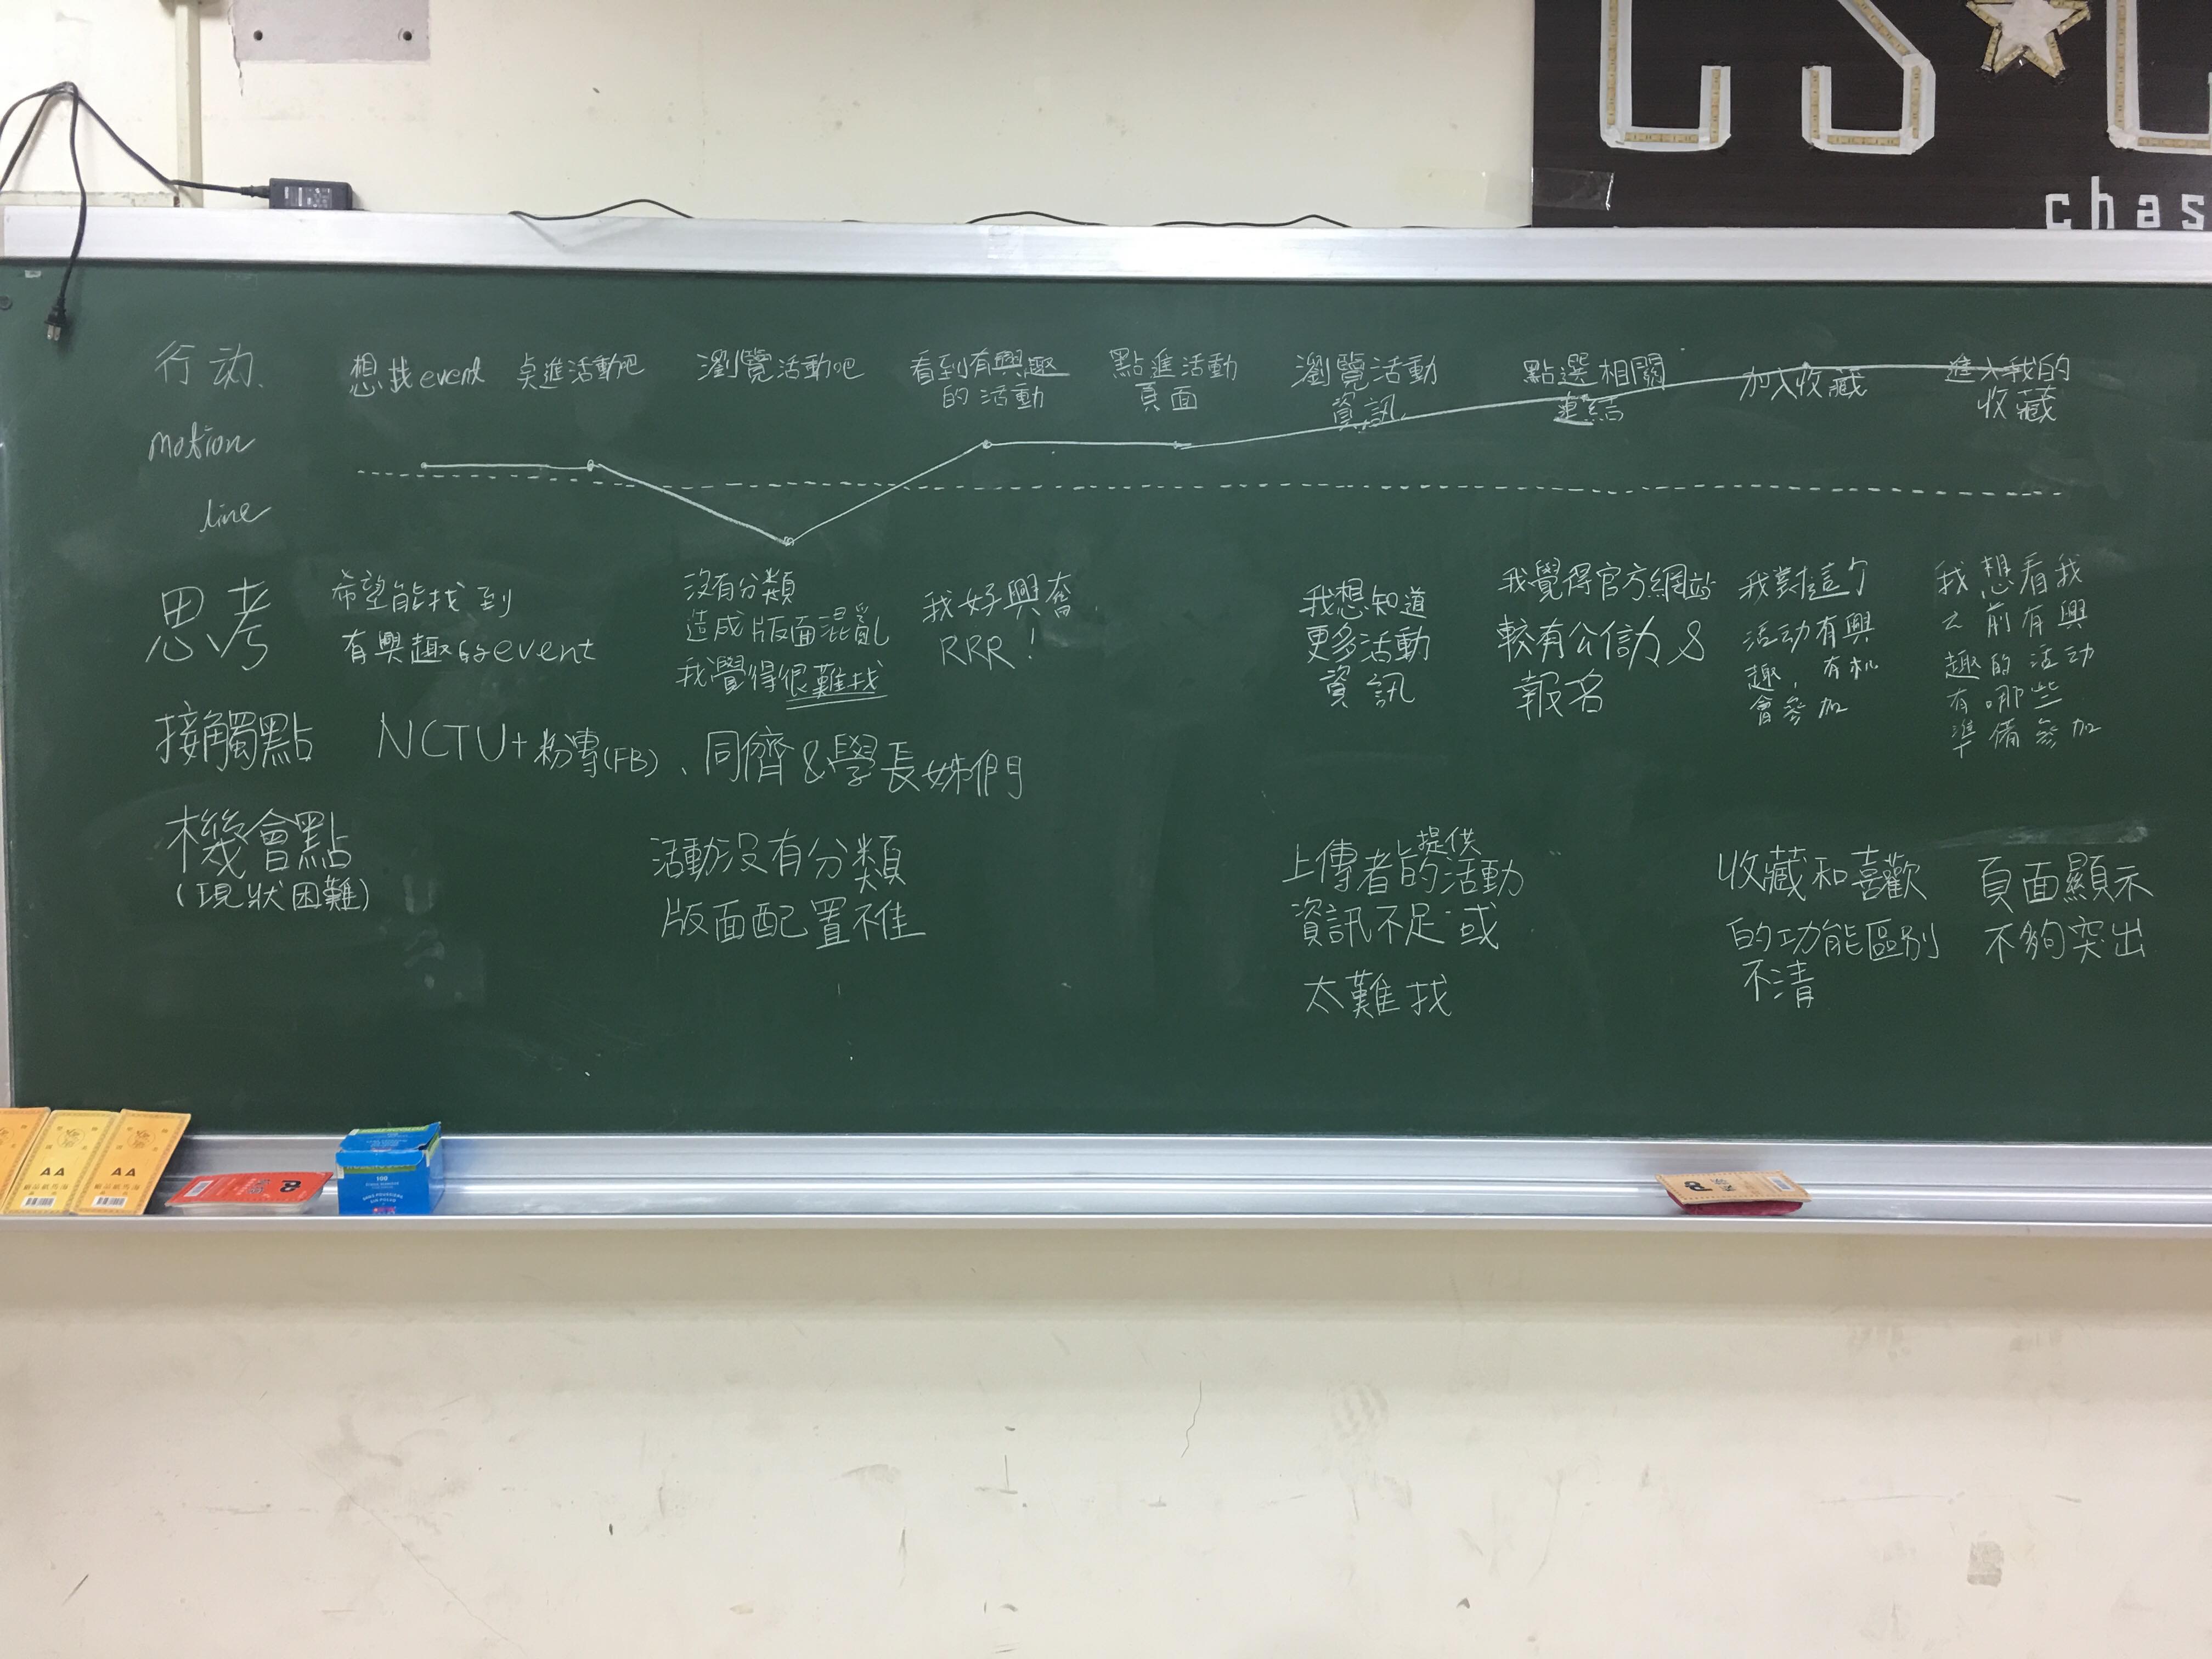 CS
chas
行动、 想找event 点進活動吧 瀏覽活動吧 看到有興趣 點進活動 瀏覽活動 點選相關 加入收藏 進入我的
的活動 頁面 資訊 連結 收藏
motion
line
思考
希望能找到
有興趣的event
沒有分類
造成版面混亂
我覺得很難找
我好興奮
RRR!
我想知道
更多活動
資訊
我覺得官方網站
較有公信力 &
報名
我對這个
活动有興
趣,有机
會參加
我想看我
之前有興
趣的活动
有哪些
準備參加
接觸點 NCTU+粉專(FB)、同儕&學長姊們
機會點
(現狀困難)
活動沒有分類
版面配置不佳
上傳者提供的活動
資訊不足或
太難找
收藏和喜歡
的功能區別
不清
頁面顯示
不夠突出
AA
AA
100